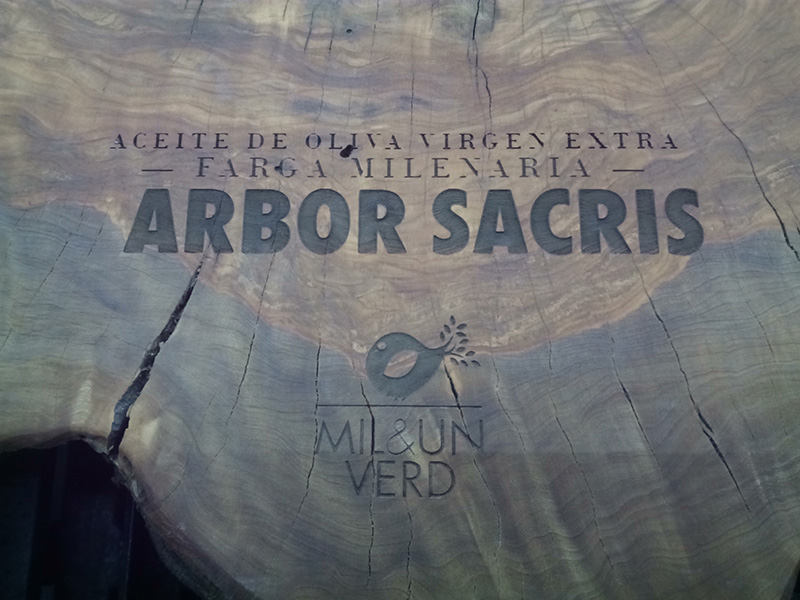 ACEITE DE OLIVA VIRGEN EXTRA
— FARGA MILENARIA —
ARBOR SACRIS
MIL&UN
VERD